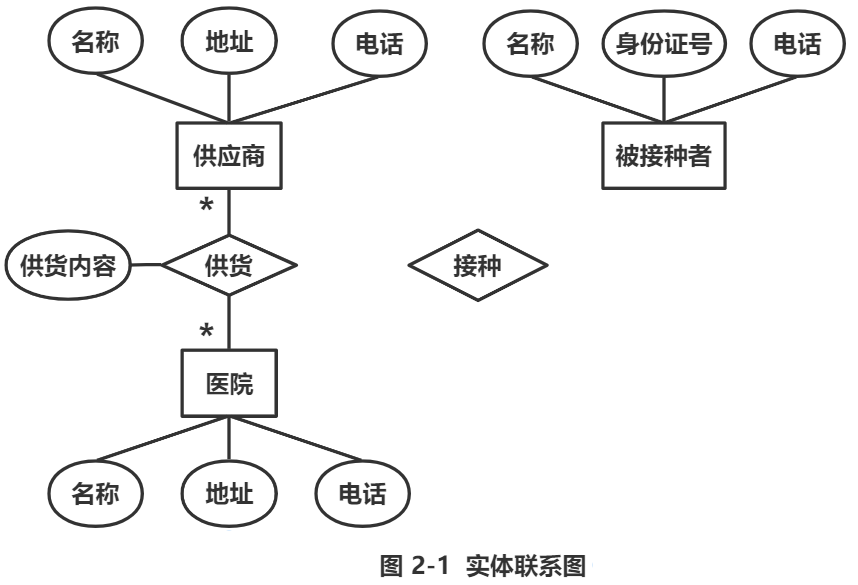 名称 地址 电话 名称 身份证号 电话
供应商 被接种者
*
供货内容 供货 接种
*
医院
名称 地址 电话
图 2-1 实体联系图